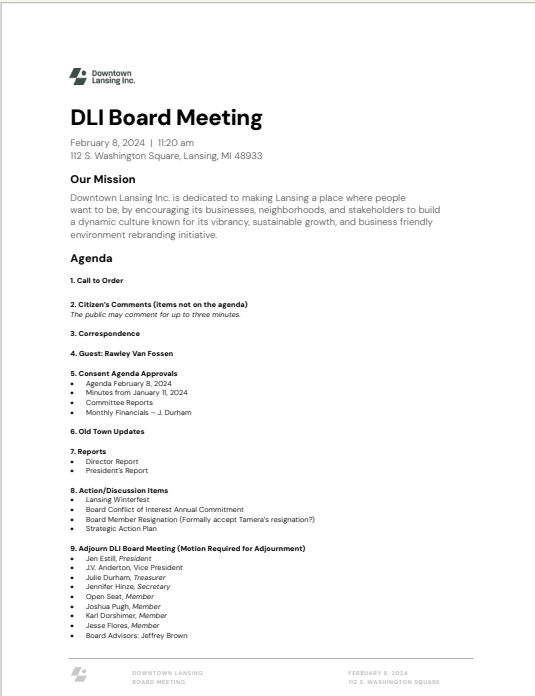 Downtown
Lansing Inc.
DLI Board Meeting
February 8, 2024 | 11:20 am
112 S. Washington Square, Lansing, MI 48933
Our Mission
Downtown Lansing Inc. is dedicated to making Lansing a place where people
want to be, by encouraging its businesses, neighborhoods, and stakeholders to build
a dynamic culture known for its vibrancy, sustainable growth, and business friendly
environment rebranding initiative.
Agenda
1. Call to Order
2. Citizen's Comments (items not on the agenda)
The public may comment for up to three minutes.
3. Correspondence
4. Guest: Rawley Van Fossen
5. Consent Agenda Approvals
• Agenda February 8, 2024
• Minutes from January 11, 2024
• Committee Reports
• Monthly Financials – J. Durham
6. Old Town Updates
7. Reports
• Director Report
• President's Report
8. Action/Discussion Items
• Lansing Winterfest
• Board Conflict of Interest Annual Commitment
• Board Member Resignation (Formally accept Tamera's resignation?)
• Strategic Action Plan
9. Adjourn DLI Board Meeting (Motion Required for Adjournment)
• Jen Estill, President
• J.V. Anderton, Vice President
• Julie Durham, Treasurer
• Jennifer Hinze, Secretary
• Open Seat, Member
• Joshua Pugh, Member
• Karl Dorshimer, Member
• Jesse Flores, Member
• Board Advisors: Jeffrey Brown
DOWNTOWN LANSING
BOARD MEETING
FEBRUARY 8, 2024
112 S. WASHINGTON SQUARE